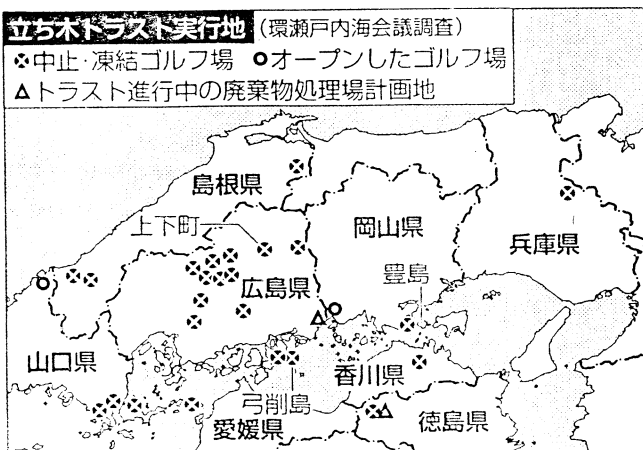 立ち木トラスト実行地(環瀬戸内海会議調査)
中止・凍結ゴルフ場 オープンしたゴルフ場
トラスト進行中の廃棄物処理場計画地
島根県
上下町
岡山県
兵庫県
広島県
豊島
山口県
香川県
弓削島
愛媛県
徳島県